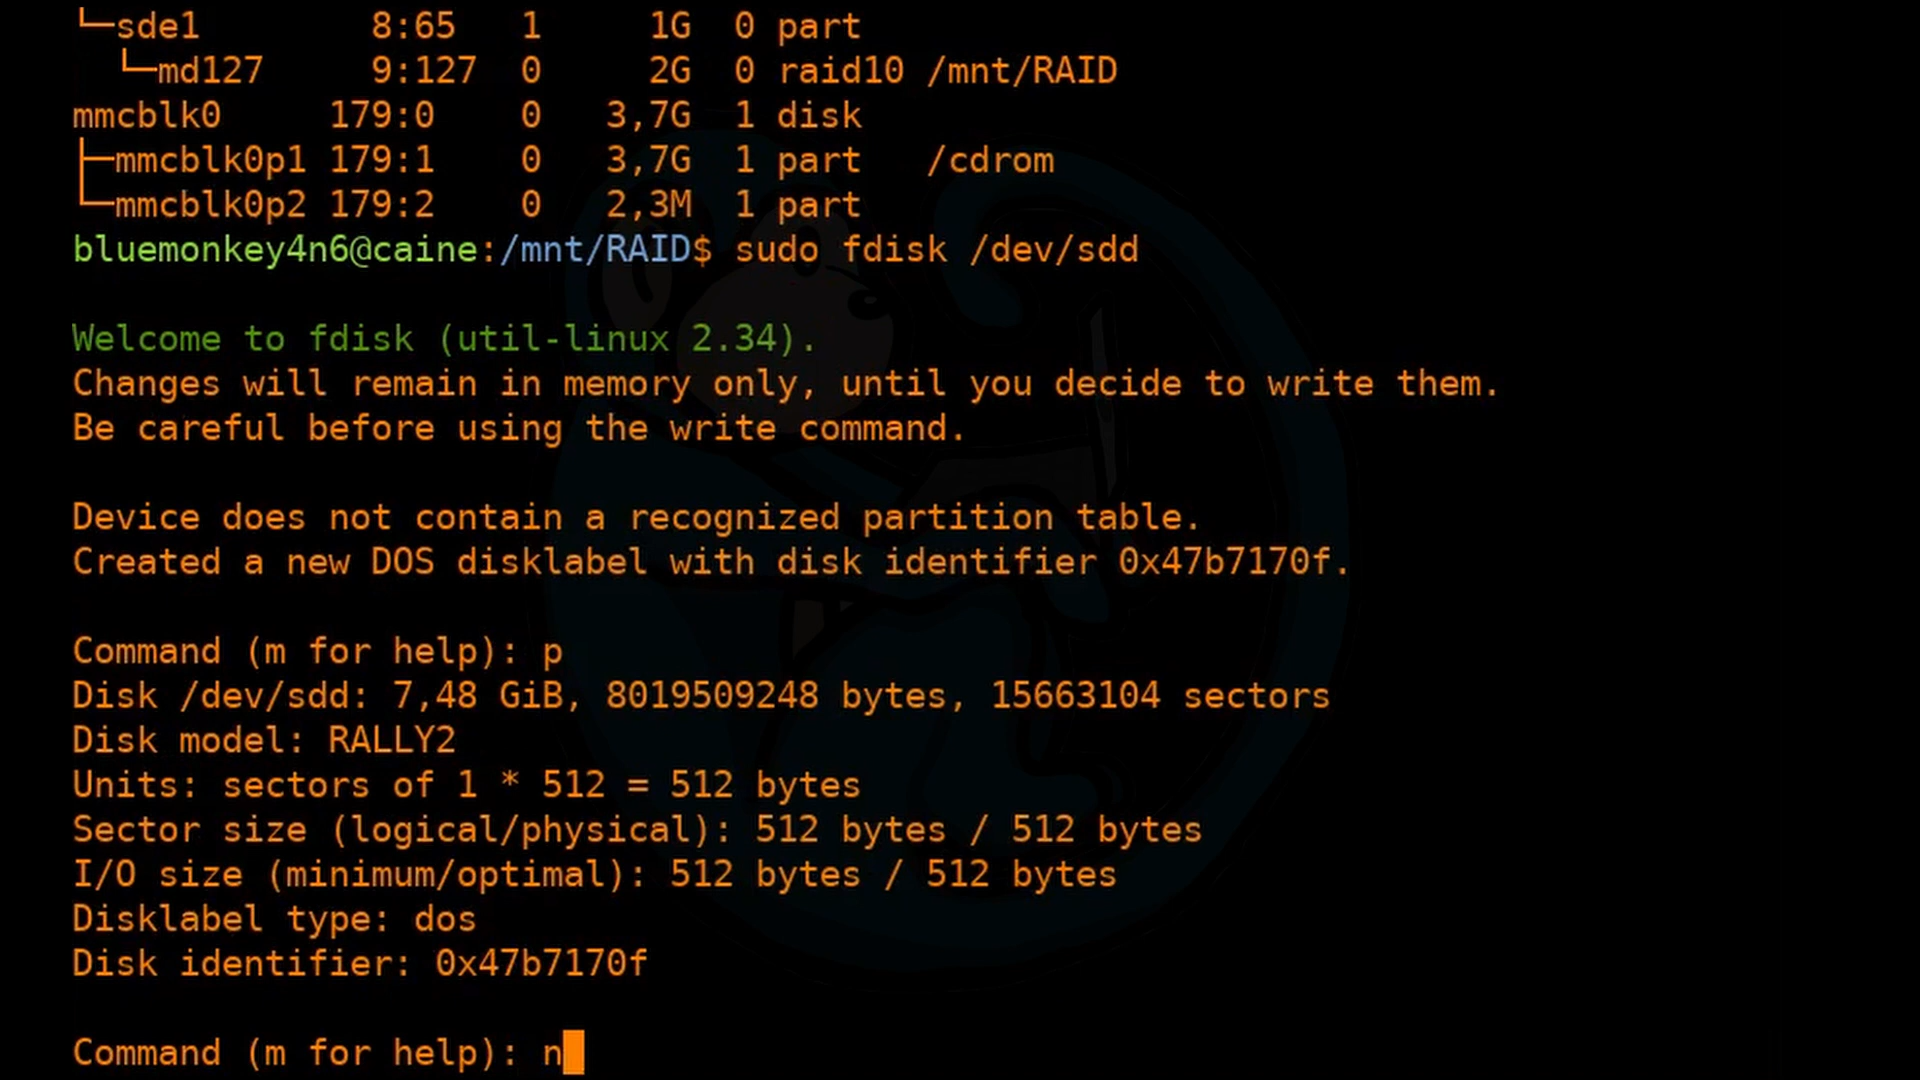 └─sde1        8:65   1     1G  0 part
  └─md127     9:127  0     2G  0 raid10 /mnt/RAID
mmcblk0     179:0    0   3,7G  1 disk
├─mmcblk0p1 179:1    0   3,7G  1 part   /cdrom
└─mmcblk0p2 179:2    0   2,3M  1 part
bluemonkey4n6@caine:/mnt/RAID$ sudo fdisk /dev/sdd
Welcome to fdisk (util-linux 2.34).
Changes will remain in memory only, until you decide to write them.
Be careful before using the write command.
Device does not contain a recognized partition table.
Created a new DOS disklabel with disk identifier 0x47b7170f.
Command (m for help): p
Disk /dev/sdd: 7,48 GiB, 8019509248 bytes, 15663104 sectors
Disk model: RALLY2
Units: sectors of 1 * 512 = 512 bytes
Sector size (logical/physical): 512 bytes / 512 bytes
I/O size (minimum/optimal): 512 bytes / 512 bytes
Disklabel type: dos
Disk identifier: 0x47b7170f
Command (m for help): n